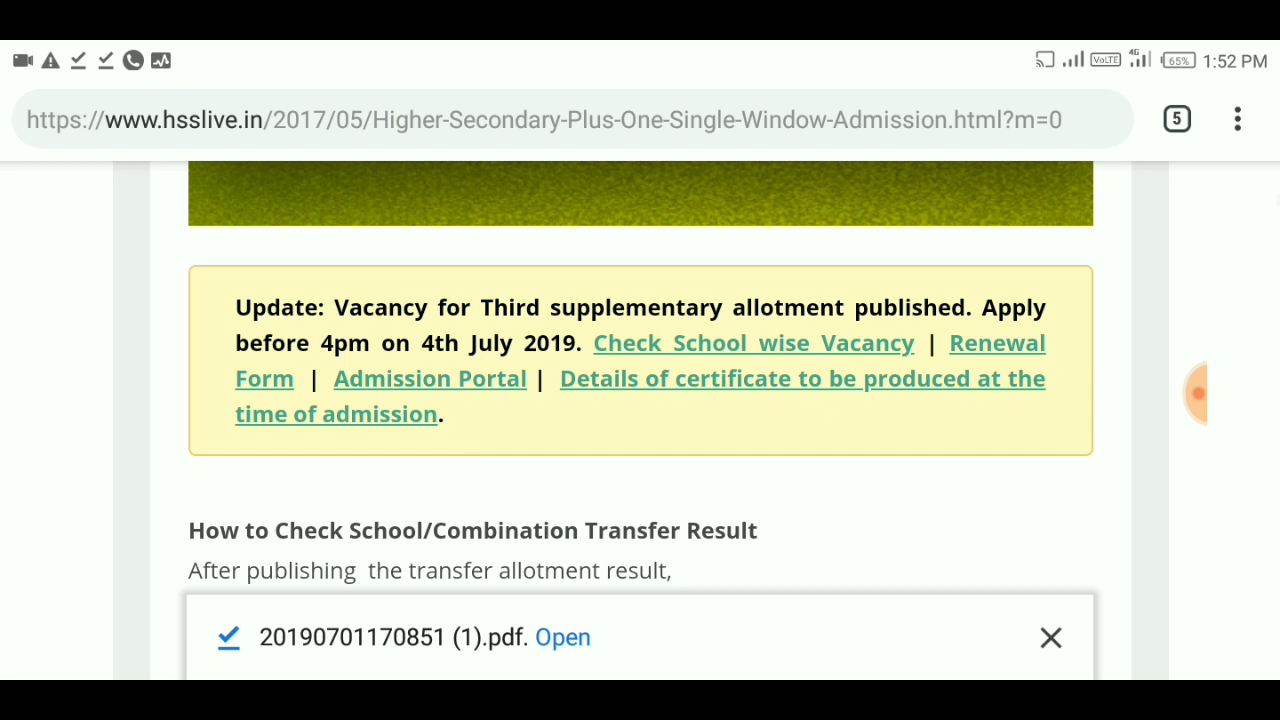 VoLTE 4G 65% 1:52 PM
https://www.hsslive.in/2017/05/Higher-Secondary-Plus-One-Single-Window-Admission.html?m=0 5
Update: Vacancy for Third supplementary allotment published. Apply
before 4pm on 4th July 2019. Check School wise Vacancy | Renewal
Form | Admission Portal | Details of certificate to be produced at the
time of admission.
How to Check School/Combination Transfer Result
After publishing the transfer allotment result,
20190701170851 (1).pdf. Open